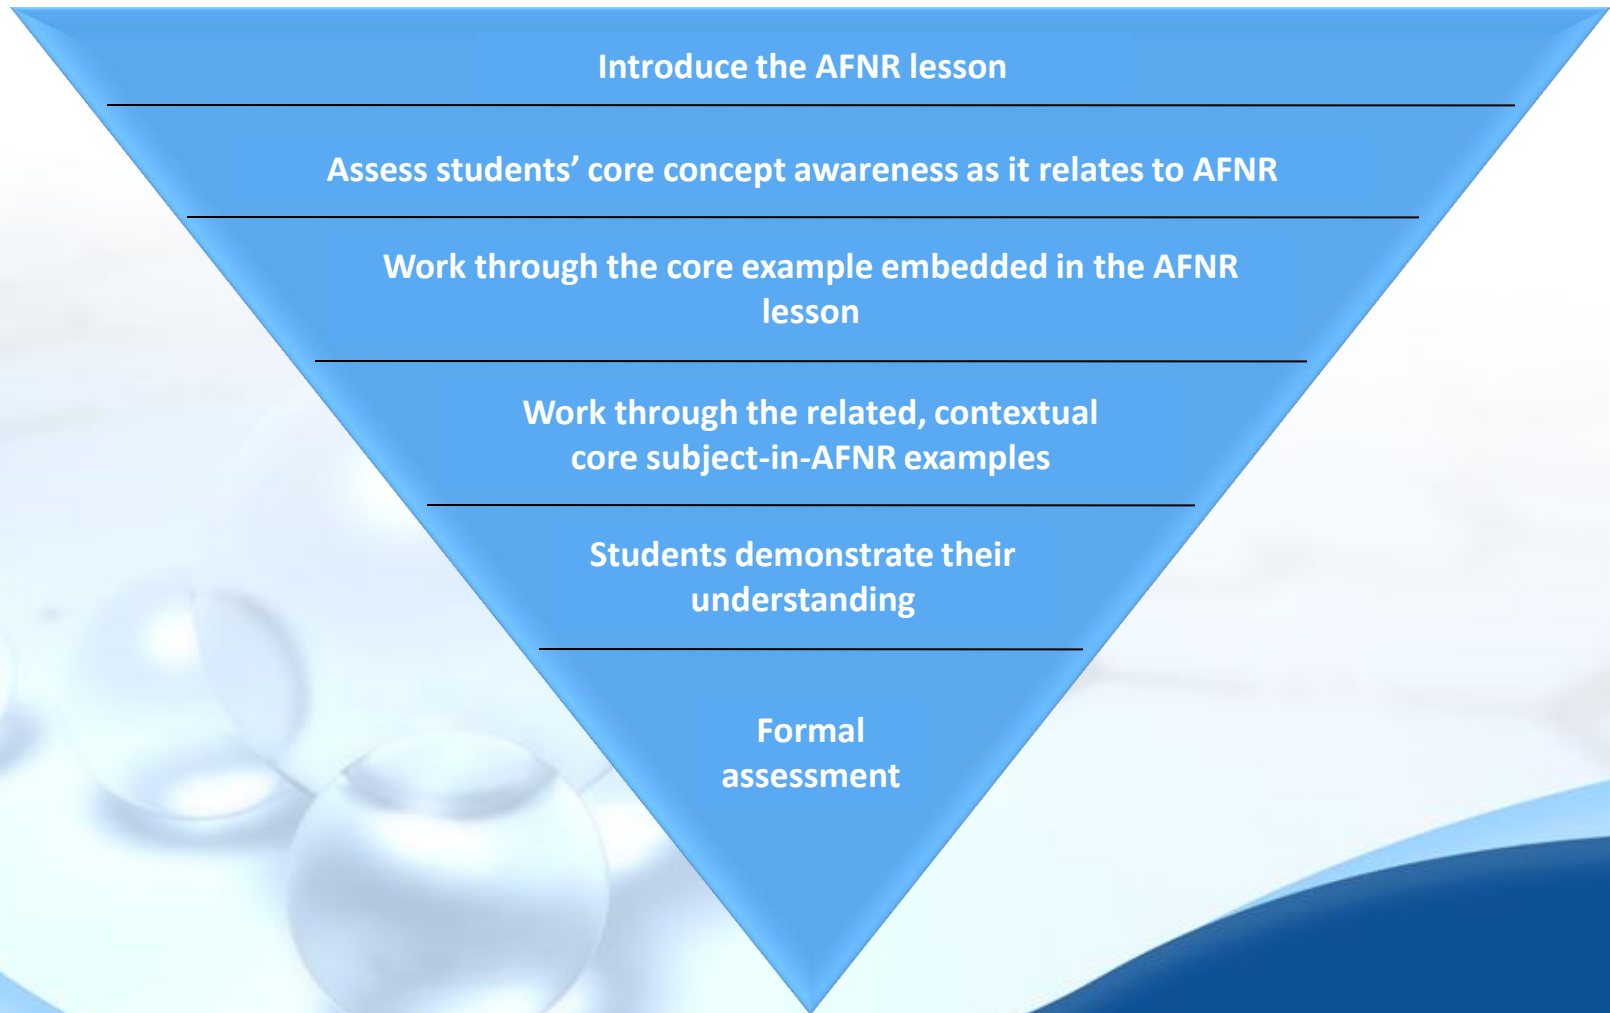 Introduce the AFNR lesson
Assess students’ core concept awareness as it relates to AFNR
Work through the core example embedded in the AFNR
lesson
Work through the related, contextual
core subject-in-AFNR examples
Students demonstrate their
understanding
Formal
assessment